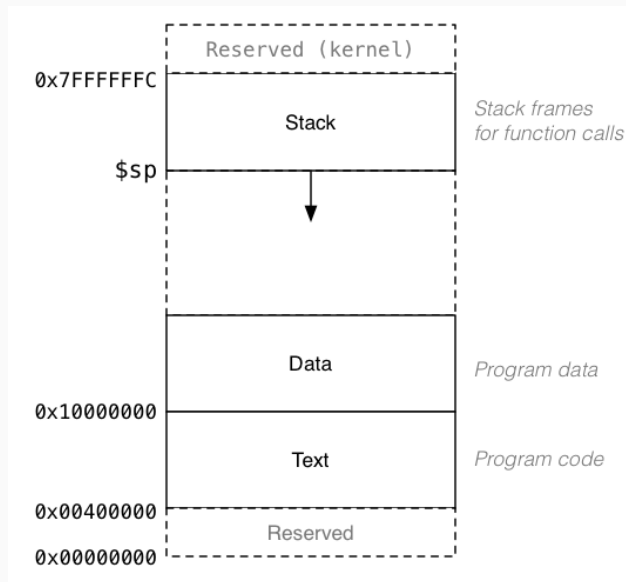 Reserved (kernel)
0x7FFFFFFC
Stack
Stack frames
for function calls
$sp
Data
Program data
0x10000000
Text
Program code
0x00400000
Reserved
0x00000000